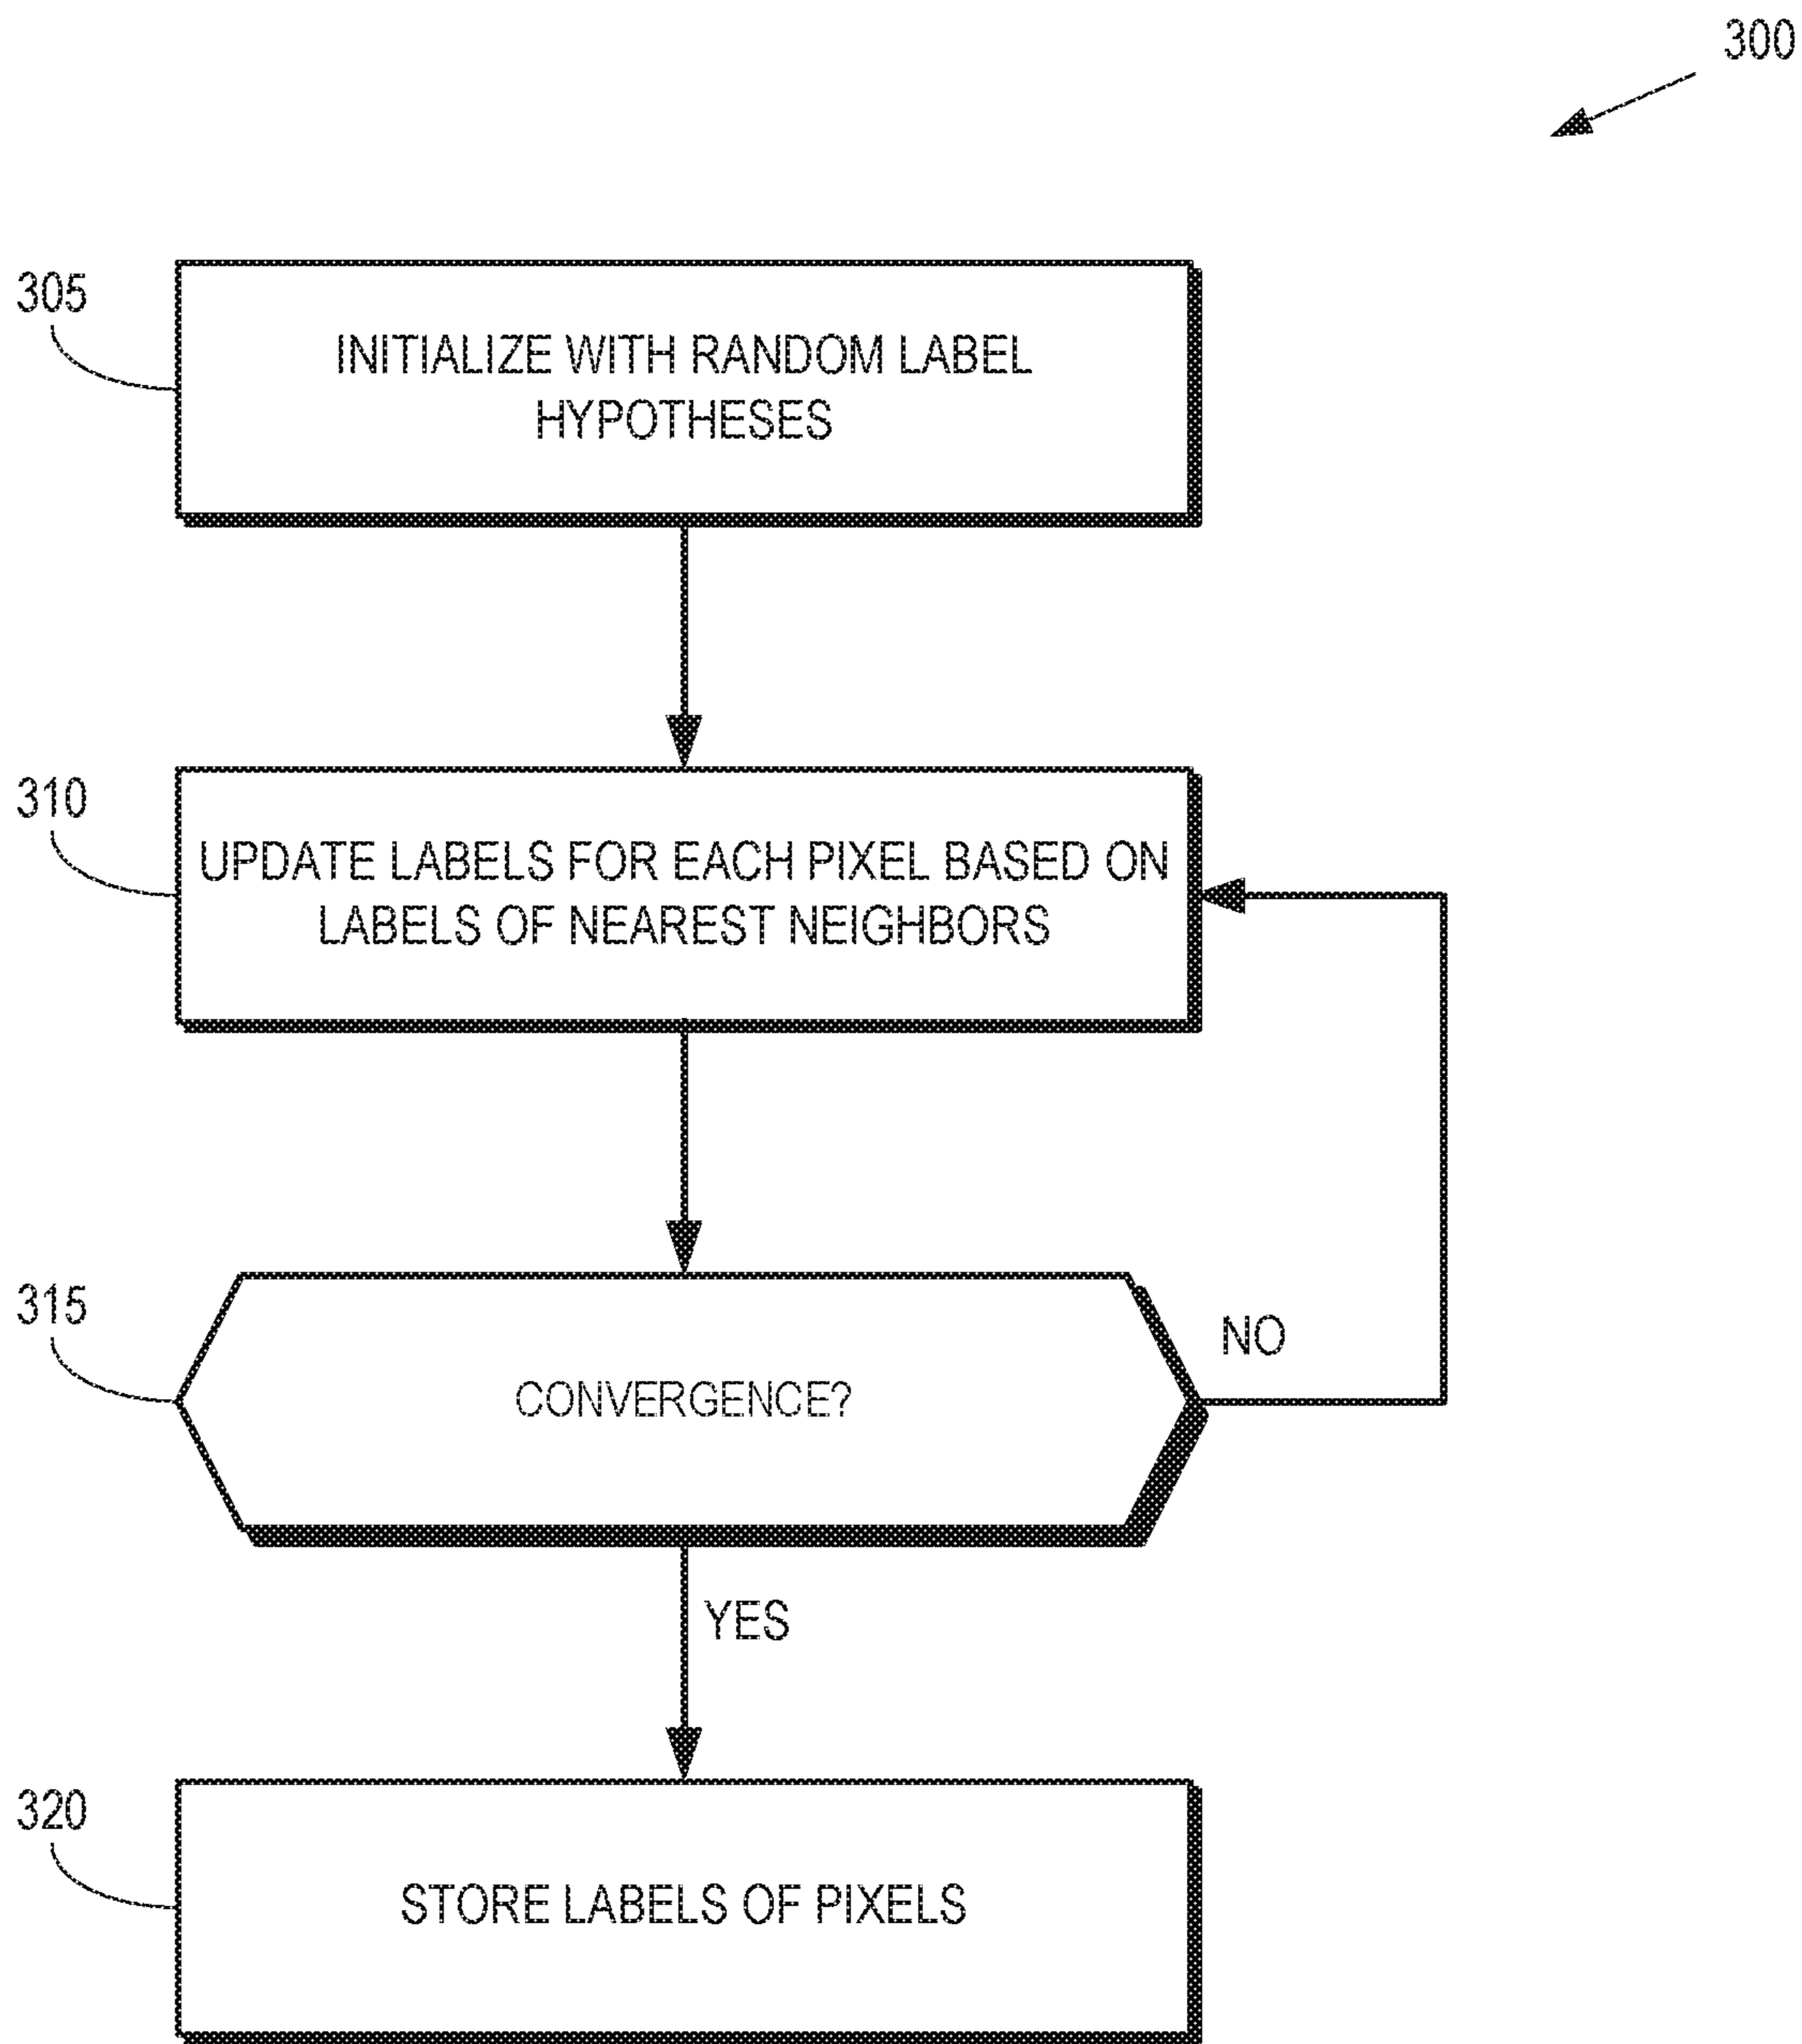 300
305
INITIALIZE WITH RANDOM LABEL
HYPOTHESES
310
UPDATE LABELS FOR EACH PIXEL BASED ON
LABELS OF NEAREST NEIGHBORS
315
CONVERGENCE?
NO
YES
320
STORE LABELS OF PIXELS